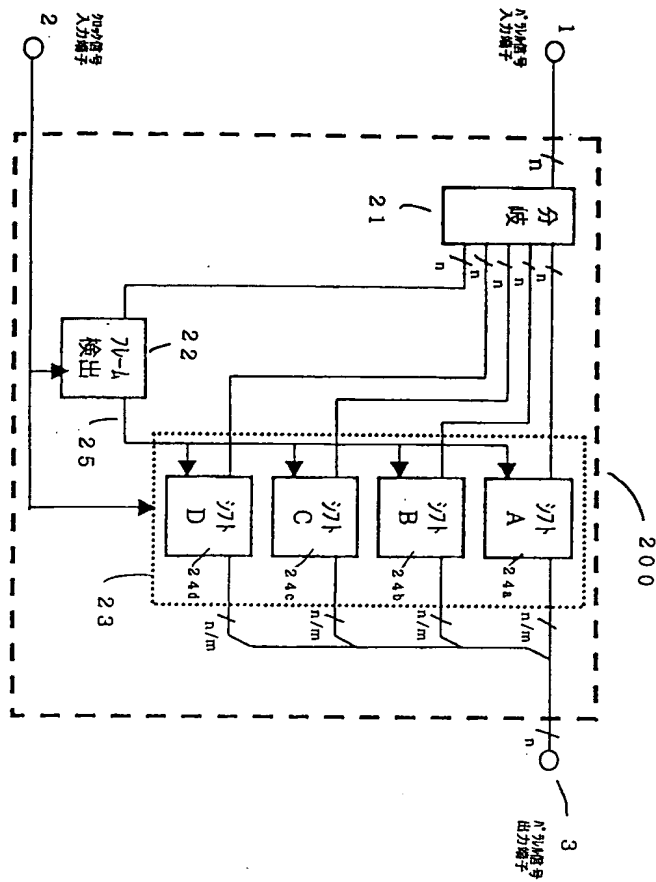 1
ﾊﾟﾗﾚﾙ信号
入力端子
2
ｸﾛｯｸ信号
入力端子
n
分岐
21
n
n
n
n
n
ﾌﾚｰﾑ
検出
22
25
200
ｼﾌﾄ
A
24a
ｼﾌﾄ
B
24b
ｼﾌﾄ
C
24c
ｼﾌﾄ
D
24d
23
n/m
n/m
n/m
n/m
n
3
ﾊﾟﾗﾚﾙ信号
出力端子